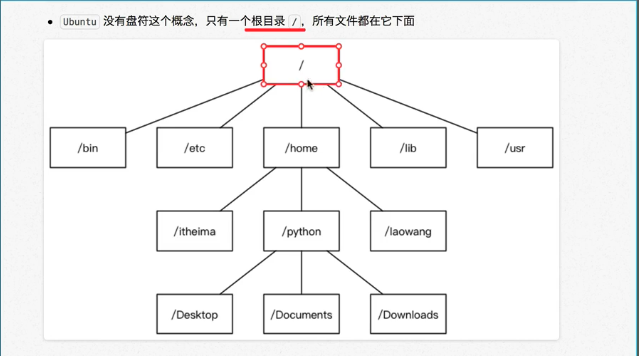 Ubuntu 没有盘符这个概念，只有一个根目录 /，所有文件都在它下面
/
/bin /etc /home /lib /usr
/itheima /python /laowang
/Desktop /Documents /Downloads